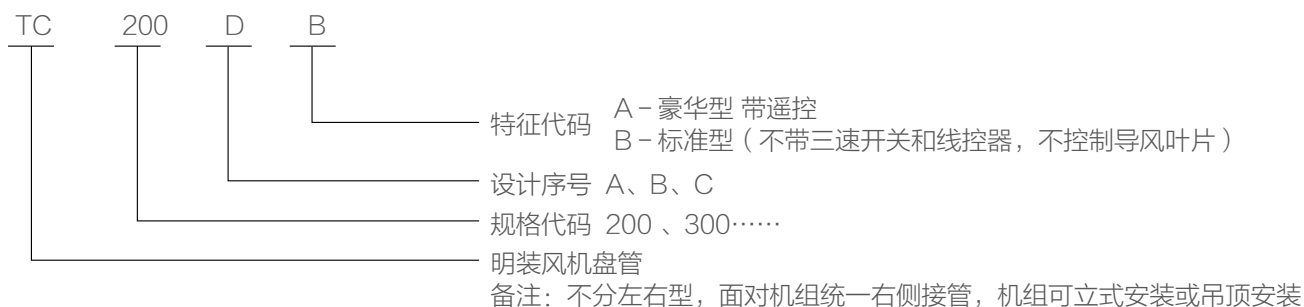 TC 200 D B
特征代码 A－豪华型 带遥控
B－标准型（不带三速开关和线控器，不控制导风叶片）
设计序号 A、B、C
规格代码 200 、300……
明装风机盘管
备注：不分左右型，面对机组统一右侧接管，机组可立式安装或吊顶安装